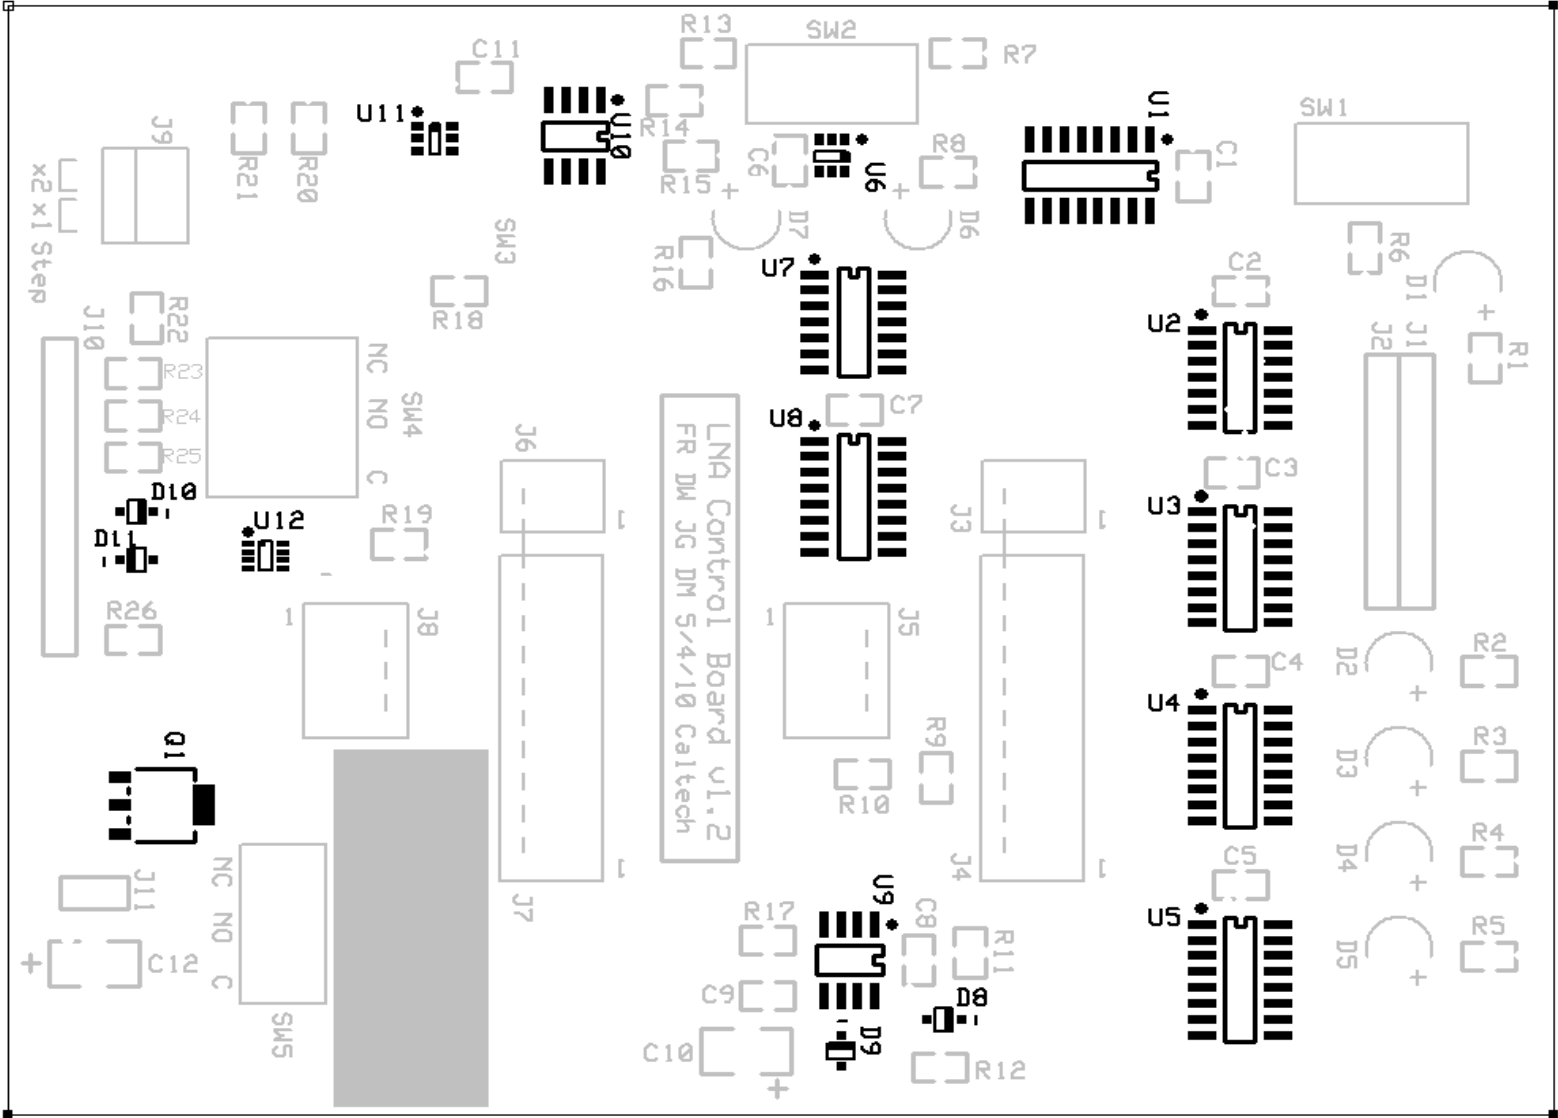 R13
SW2
C11
R7
U11
U10
R14
U1
SW1
J9
R21
R20
R15
C6
U6
R8
C1
x2 x1 Step
SW3
R16
D7
D6
R6
U7
C2
D1
J10
R22
R18
U2
J2
J1
R1
R23
NC
R24
NO
SW4
C7
R25
J6
U8
C
C3
D10
U12
R19
1
J3
1
U3
D11
LNA Control Board v1.2
FR DW JG DM 5/4/10 Caltech
R26
1
J8
1
J5
D2
R2
C4
U4
Q1
R9
D3
R3
R10
J11
NC
1
J4
1
C5
D4
R4
U9
J7
R17
C8
R11
U5
D5
R5
NO
C12
C
C9
D8
SW5
C10
D9
R12